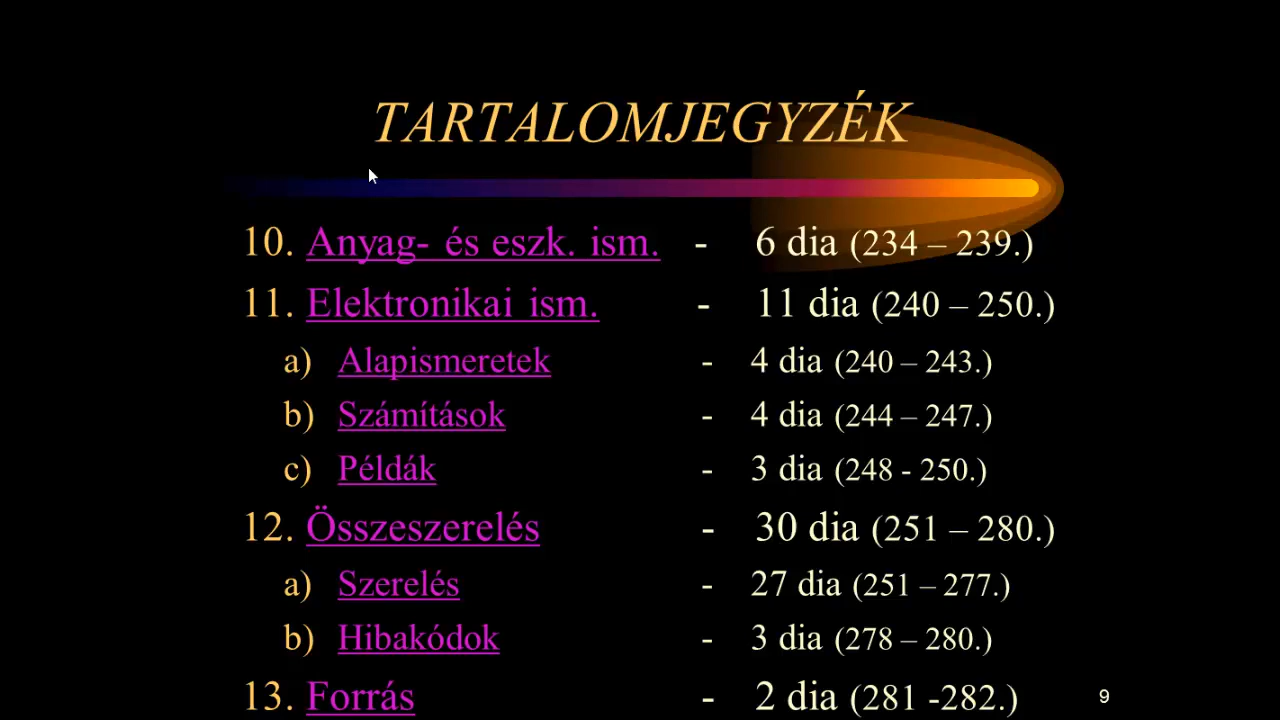 TARTALOMJEGYZÉK
10. Anyag- és eszk. ism. - 6 dia (234 – 239.)
11. Elektronikai ism. - 11 dia (240 – 250.)
a) Alapismeretek - 4 dia (240 – 243.)
b) Számítások - 4 dia (244 – 247.)
c) Példák - 3 dia (248 - 250.)
12. Összeszerelés - 30 dia (251 – 280.)
a) Szerelés - 27 dia (251 – 277.)
b) Hibakódok - 3 dia (278 – 280.)
13. Forrás - 2 dia (281 -282.)
9